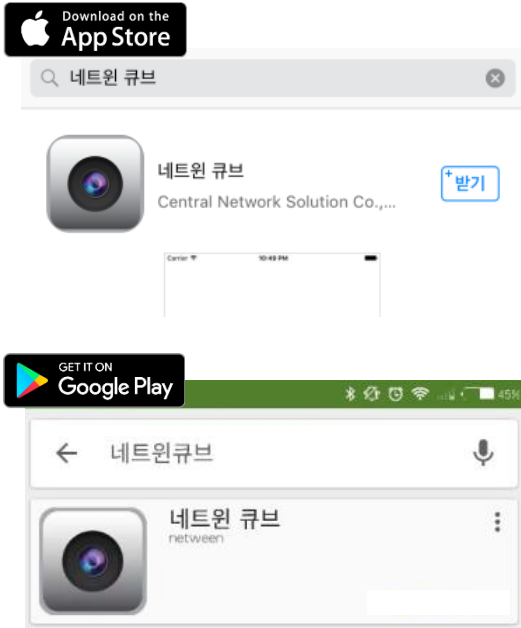 Download on the
App Store
네트윈 큐브
네트윈 큐브
Central Network Solution Co.,...
+받기
Carrier 10:49 PM
GET IT ON
Google Play
45%
네트윈큐브
네트윈 큐브
netween